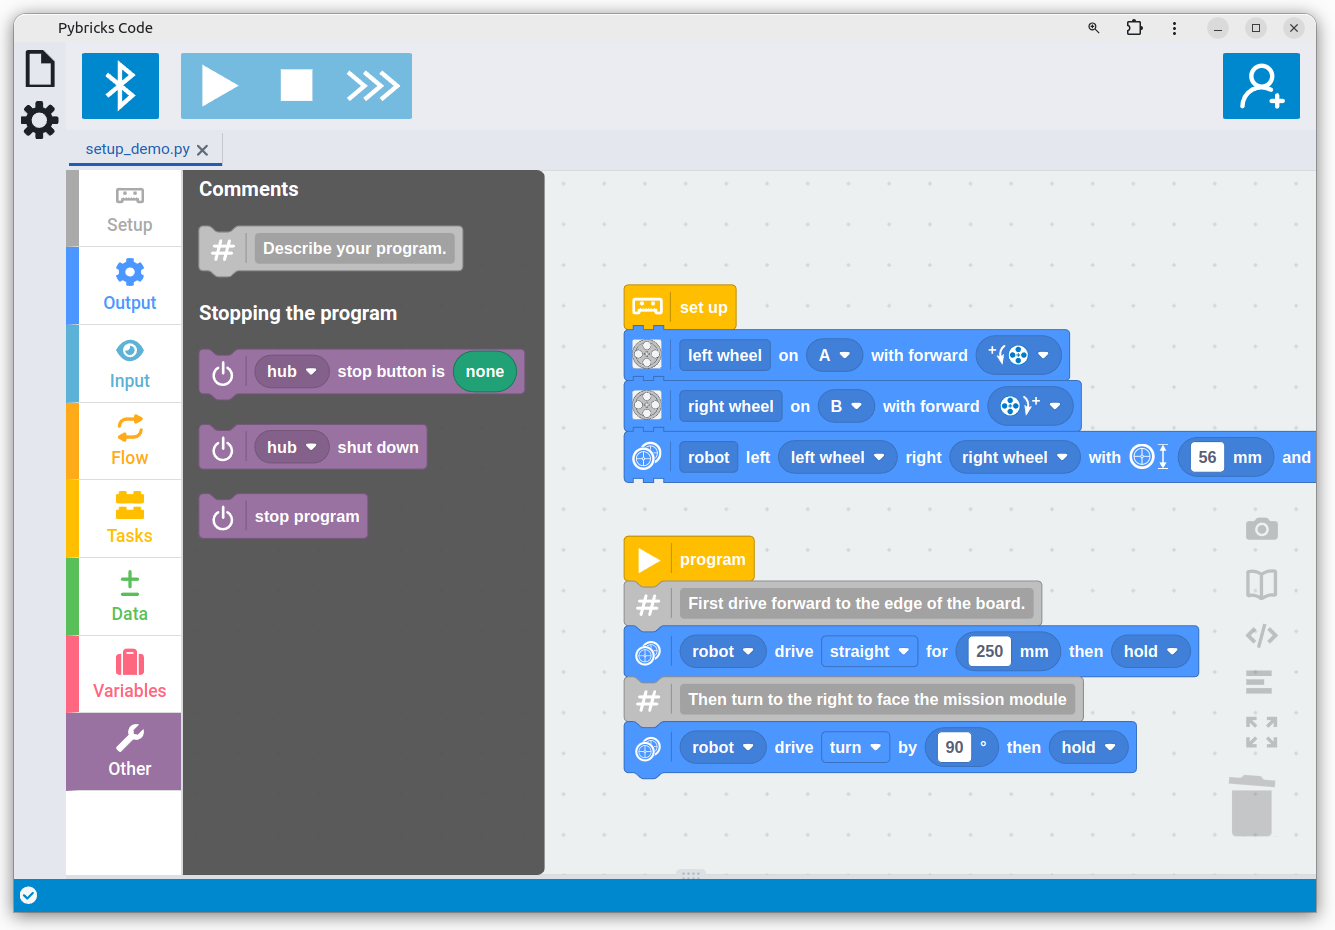 Pybricks Code
setup_demo.py
Setup
Output
Input
Flow
Tasks
Data
Variables
Other
Comments
# Describe your program.
Stopping the program
hub stop button is none
hub shut down
stop program
set up
left wheel on A with forward +
right wheel on B with forward +
robot left left wheel right right wheel with 56 mm and
program
# First drive forward to the edge of the board.
robot drive straight for 250 mm then hold
# Then turn to the right to face the mission module
robot drive turn by 90 ° then hold